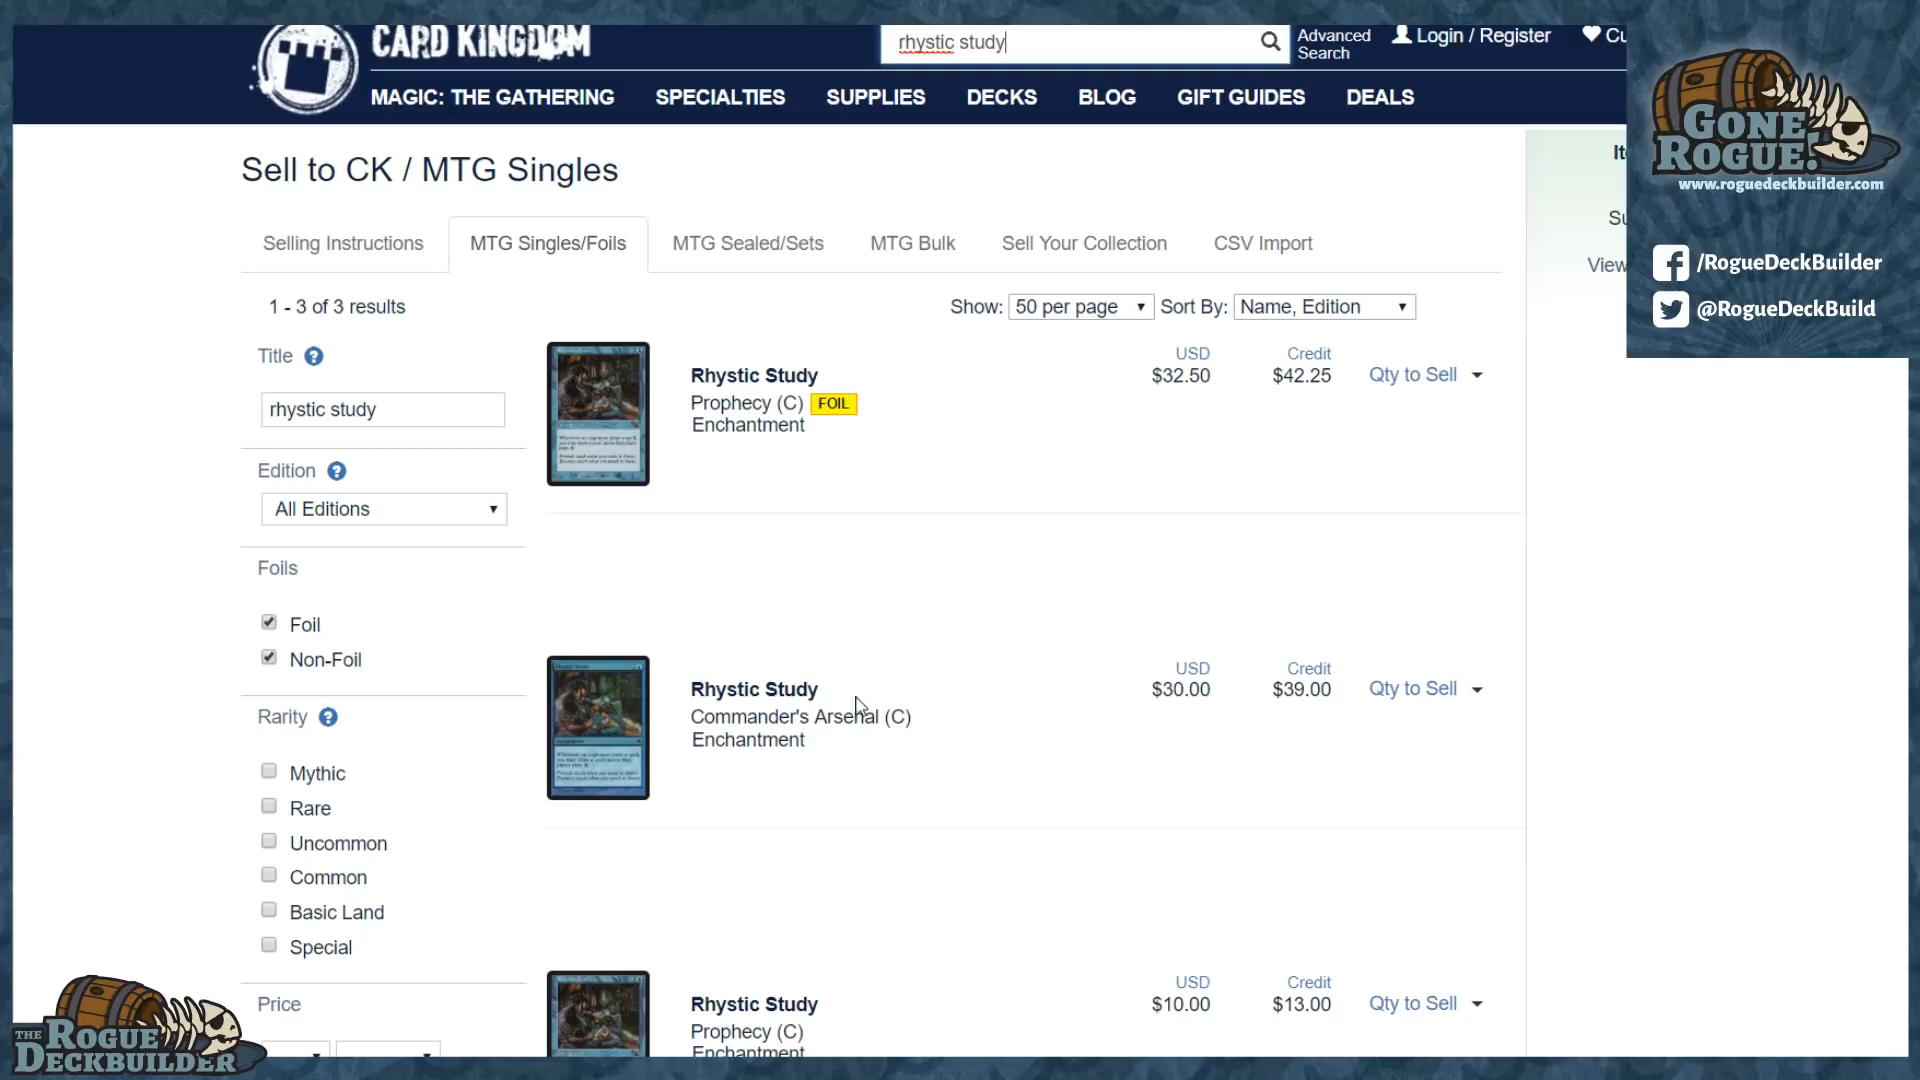 CARD KINGDOM
rhystic study
Advanced
Search
Login / Register
MAGIC: THE GATHERING
SPECIALTIES
SUPPLIES
DECKS
BLOG
GIFT GUIDES
DEALS
GONE
ROGUE!
www.roguedeckbuilder.com
/RogueDeckBuilder
@RogueDeckBuild
Sell to CK / MTG Singles
Selling Instructions
MTG Singles/Foils
MTG Sealed/Sets
MTG Bulk
Sell Your Collection
CSV Import
View
1 - 3 of 3 results
Show: 50 per page
Sort By: Name, Edition
Title ?
rhystic study
Edition ?
All Editions
Foils
Foil
Non-Foil
Rarity ?
Mythic
Rare
Uncommon
Common
Basic Land
Special
Price
Rhystic Study
Prophecy (C) FOIL
Enchantment
USD
$32.50
Credit
$42.25
Qty to Sell
Rhystic Study
Commander's Arsenal (C)
Enchantment
USD
$30.00
Credit
$39.00
Qty to Sell
Rhystic Study
Prophecy (C)
Enchantment
USD
$10.00
Credit
$13.00
Qty to Sell
THE
ROGUE
DECKBUILDER